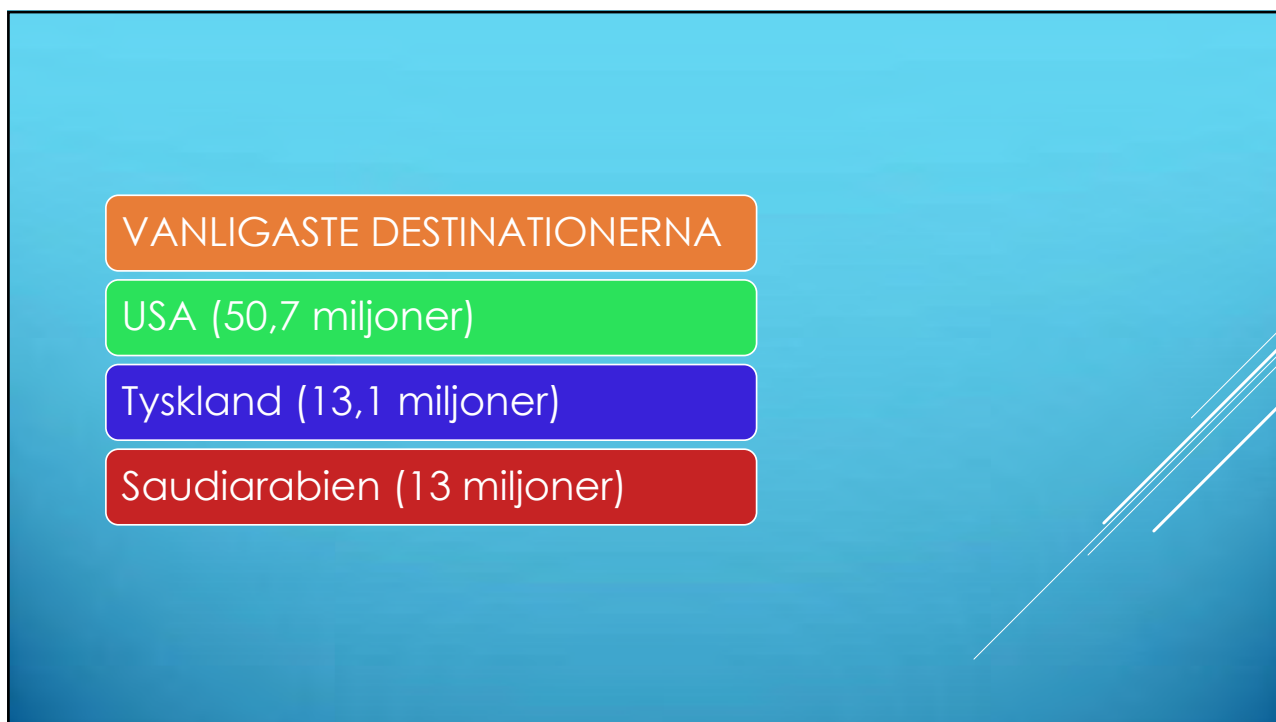 VANLIGASTE DESTINATIONERNA
USA (50,7 miljoner)
Tyskland (13,1 miljoner)
Saudiarabien (13 miljoner)